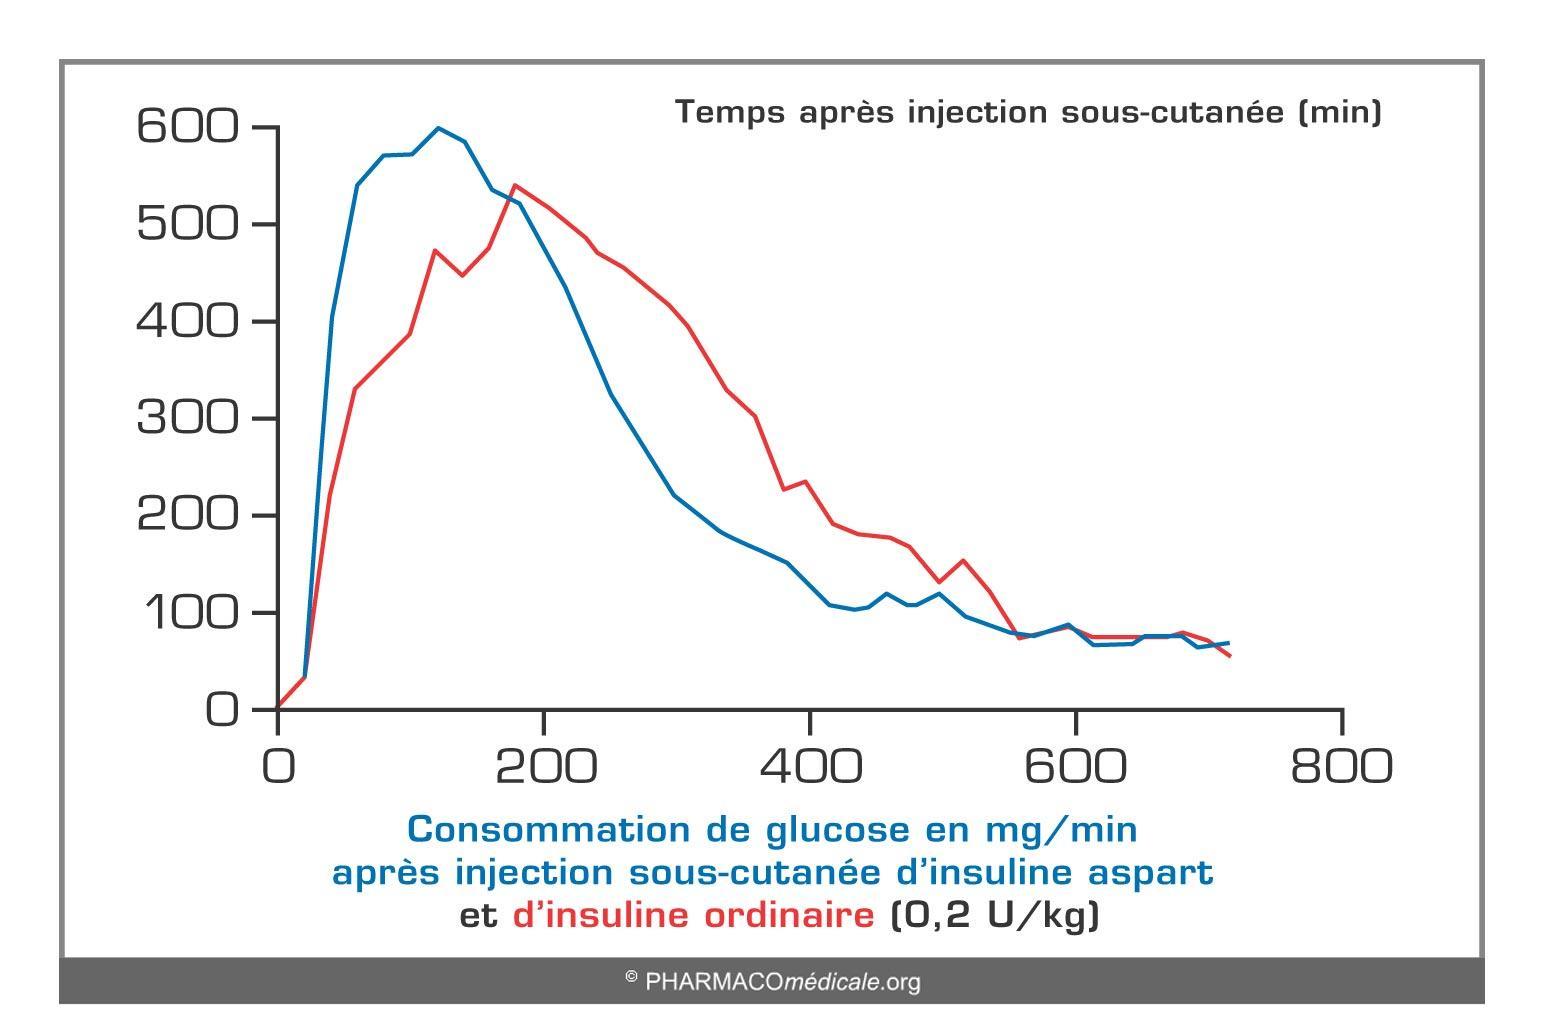 Temps après injection sous-cutanée (min)
600
500
400
300
200
100
0
0 200 400 600 800
Consommation de glucose en mg/min
après injection sous-cutanée d’insuline aspart
et d’insuline ordinaire (0,2 U/kg)
© PHARMACOmédicale.org